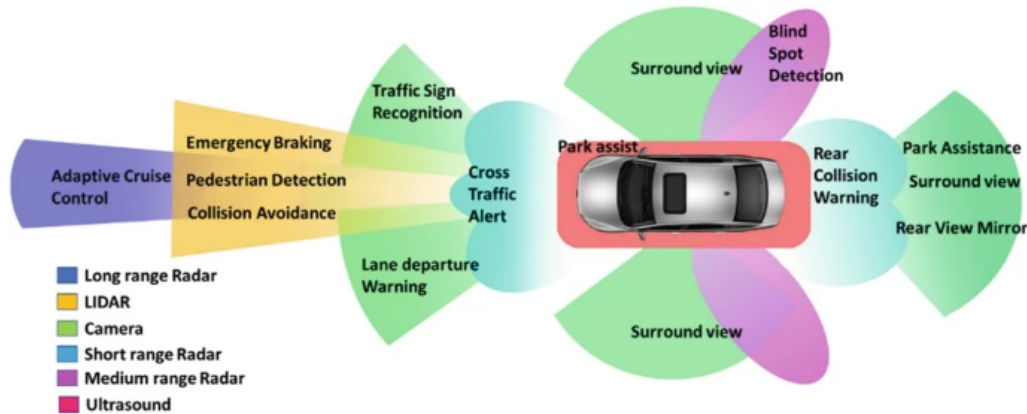 Blind
Spot
Detection
Surround view
Traffic Sign
Recognition
Emergency Braking
Park assist
Adaptive Cruise
Control
Pedestrian Detection
Collision Avoidance
Cross
Traffic
Alert
Rear
Collision
Warning
Park Assistance
Surround view
Rear View Mirror
Lane departure
Warning
Surround view
Long range Radar
LIDAR
Camera
Short range Radar
Medium range Radar
Ultrasound